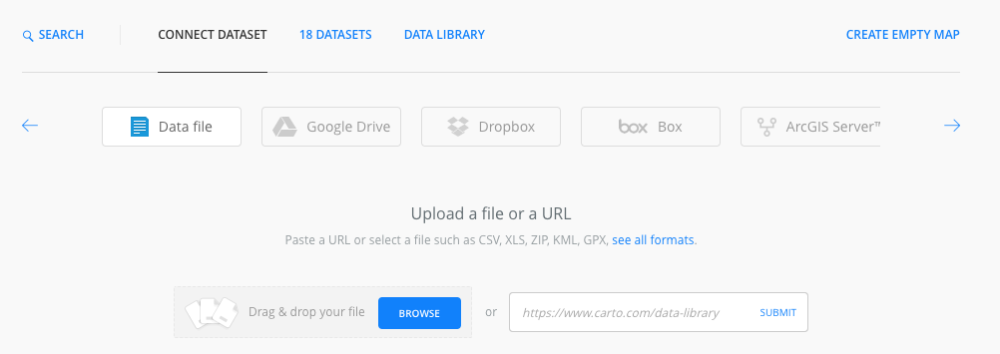 SEARCH CONNECT DATASET 18 DATASETS DATA LIBRARY CREATE EMPTY MAP
Data file Google Drive Dropbox box Box ArcGIS Server™
Upload a file or a URL
Paste a URL or select a file such as CSV, XLS, ZIP, KML, GPX, see all formats.
Drag & drop your file BROWSE or https://www.carto.com/data-library SUBMIT